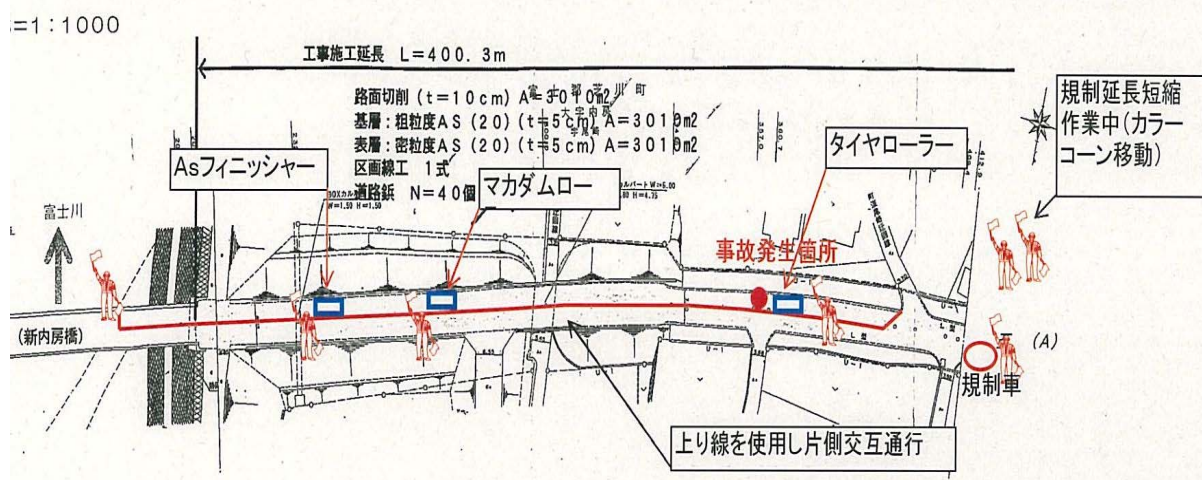 =1:1000
工事施工延長 L=400.3m
路面切削(t=10cm)A=3010m2
基層:粗粒度AS(20)(t=5cm)A=3010m2
表層:密粒度AS(20)(t=5cm)A=3010m2
区画線工 1式
道路鋲 N=40個
規制延長短縮
作業中(カラー
コーン移動)
Asフィニッシャー
マカダムロー
タイヤローラー
富士川
事故発生箇所
(新内房橋)
(A)
規制車
上り線を使用し片側交互通行